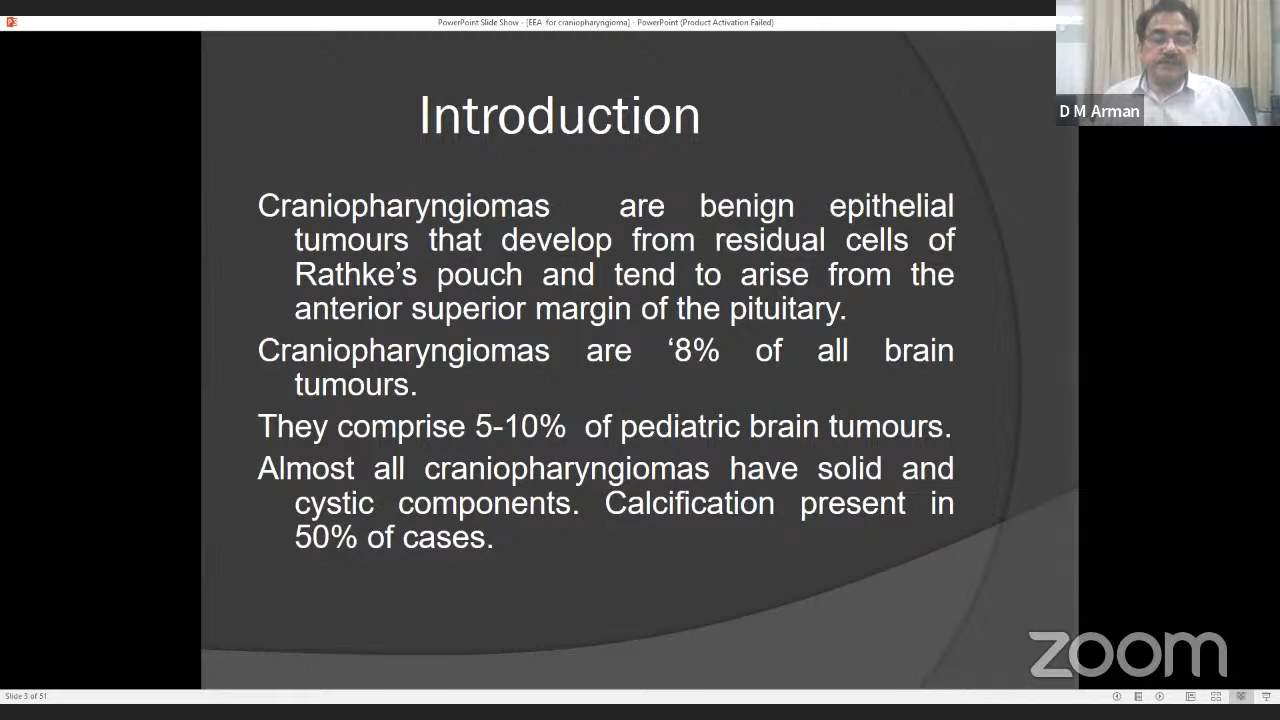 PowerPoint Slide Show - [EEA for craniopharyngioma] - PowerPoint (Product Activation Failed)
D M Arman
Introduction
Craniopharyngiomas are benign epithelial
tumours that develop from residual cells of
Rathke’s pouch and tend to arise from the
anterior superior margin of the pituitary.
Craniopharyngiomas are ‘8% of all brain
tumours.
They comprise 5-10% of pediatric brain tumours.
Almost all craniopharyngiomas have solid and
cystic components. Calcification present in
50% of cases.
zoom
Slide 3 of 51